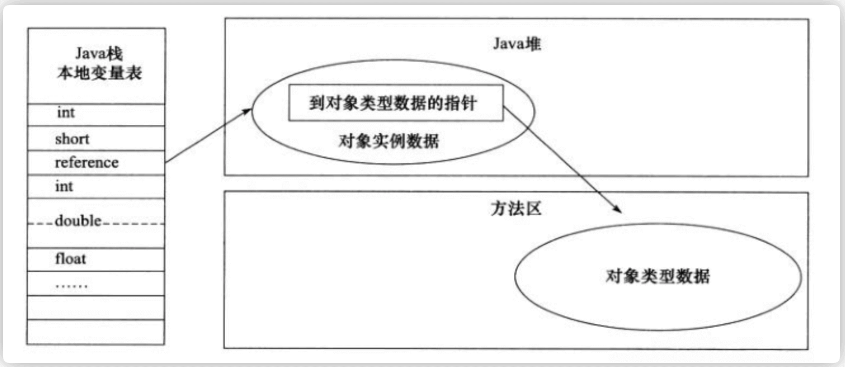 Java栈
本地变量表
int
short
reference
int
double
float
……
Java堆
到对象类型数据的指针
对象实例数据
方法区
对象类型数据